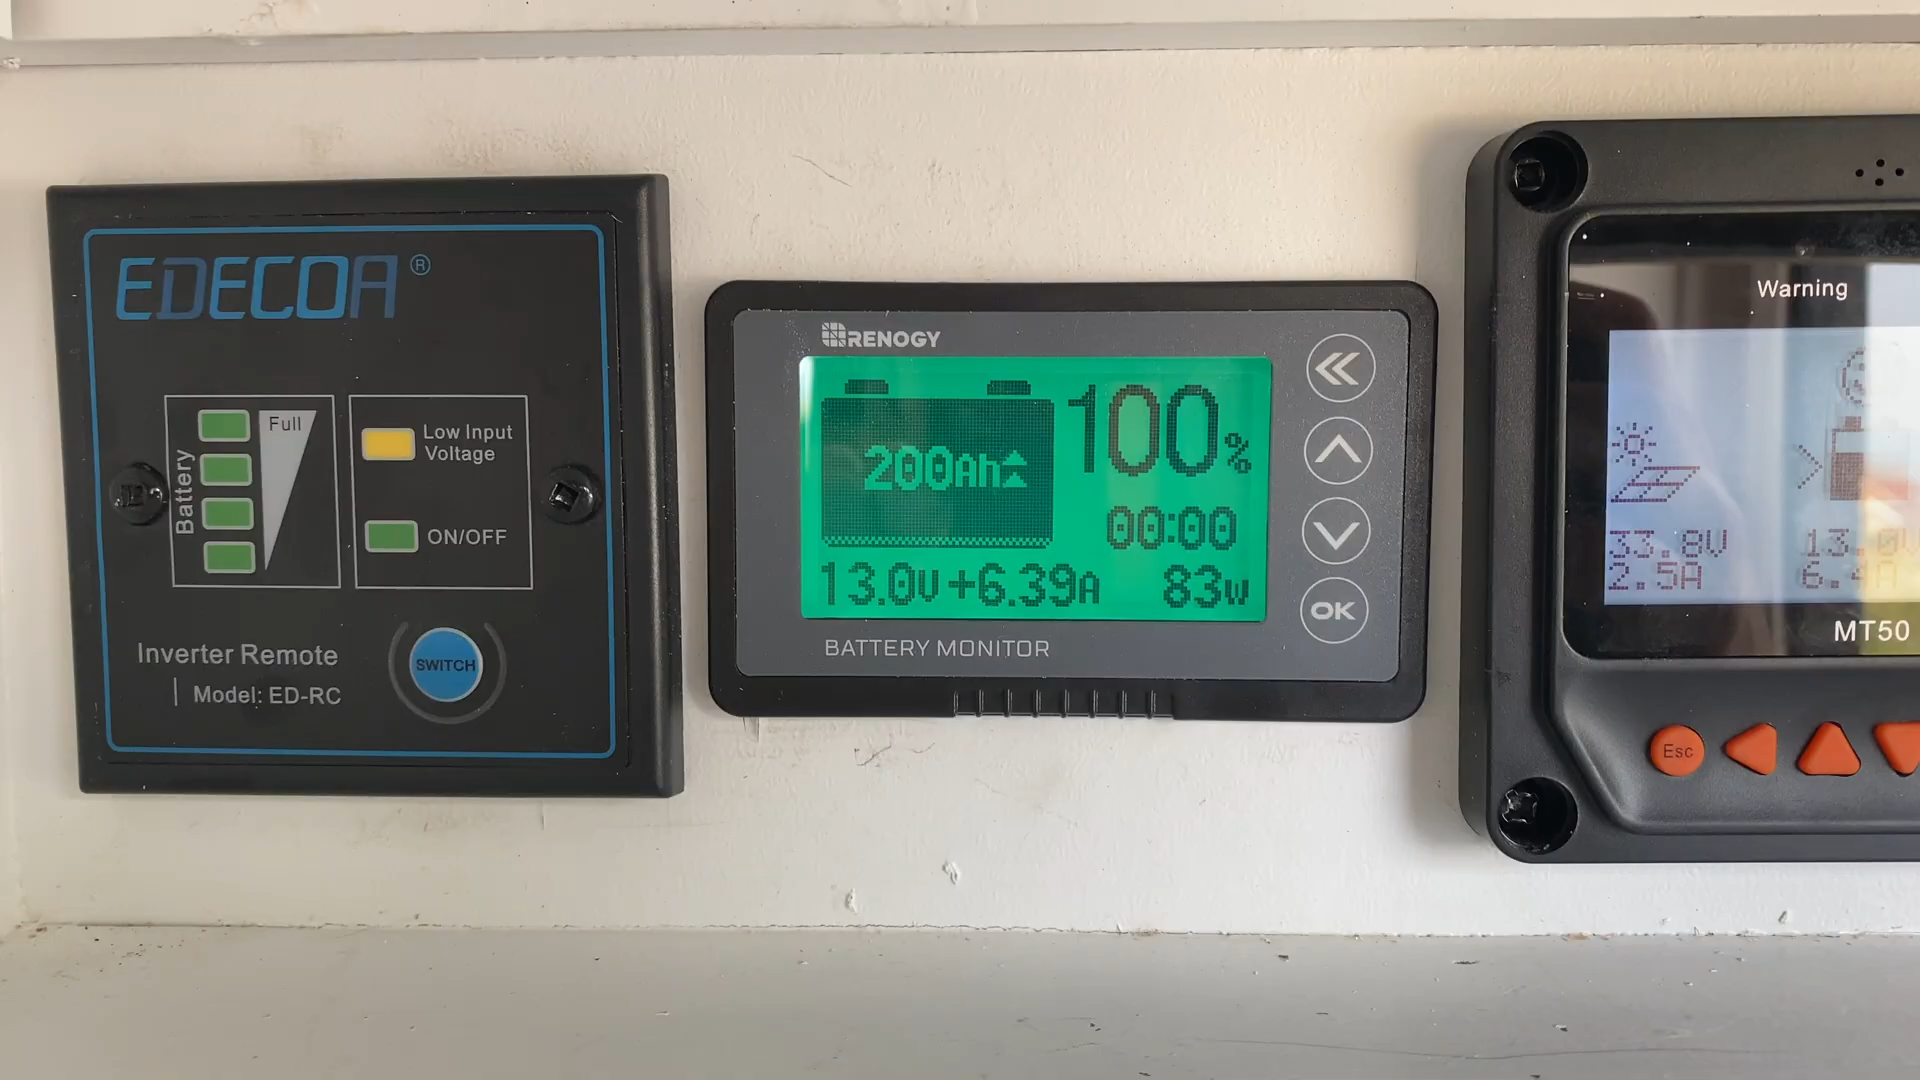 EDECOA®
Battery
Full
Low Input
Voltage
ON/OFF
Inverter Remote
Model: ED-RC
SWITCH
RENOGY
200Ah
100%
00:00
13.0V +6.39A 83W
BATTERY MONITOR
OK
Warning
33.8V
2.5A
MT50
Esc